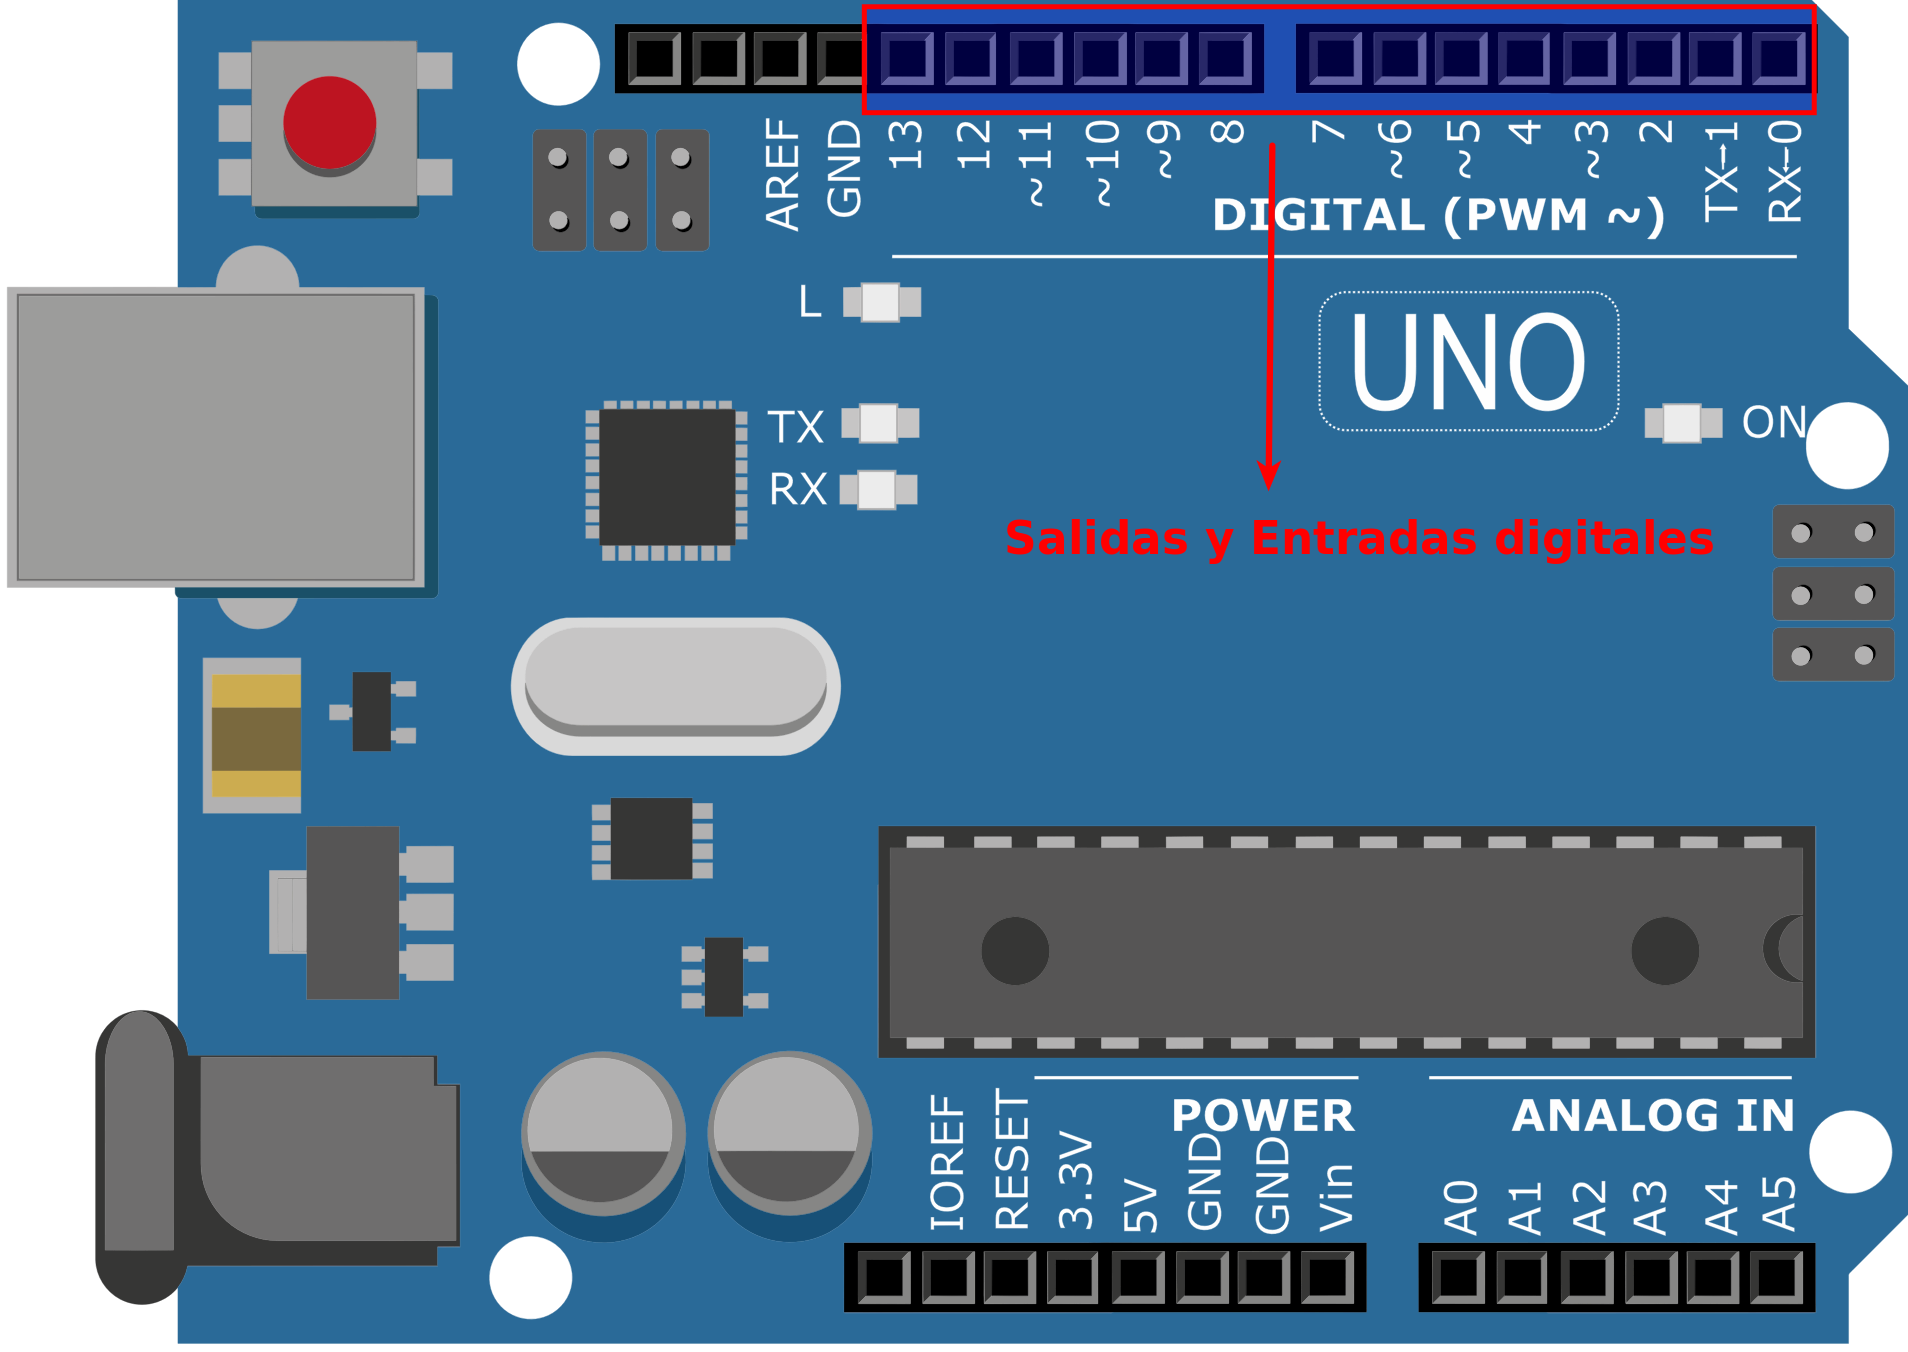 AREF
GND
13
12
~11
~10
~9
8
7
~6
~5
4
~3
2
TX→1
RX←0
DIGITAL (PWM ~)
L
UNO
TX
ON
RX
Salidas y Entradas digitales
POWER
ANALOG IN
IOREF
RESET
3.3V
5V
GND
GND
Vin
A0
A1
A2
A3
A4
A5